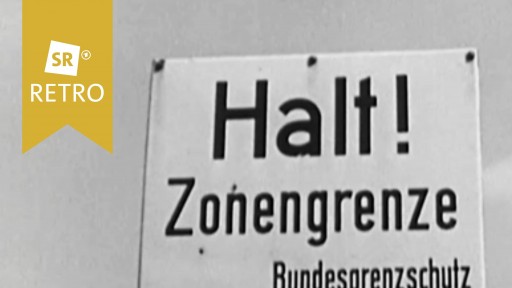 SR
RETRO
Halt!
Zonengrenze
Bundesgrenzschutz